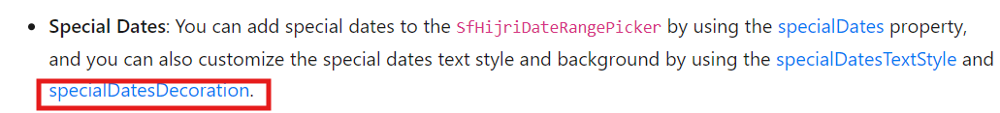 • Special Dates: You can add special dates to the SfHijriDateRangePicker by using the specialDates property,
and you can also customize the special dates text style and background by using the specialDatesTextStyle and
specialDatesDecoration.